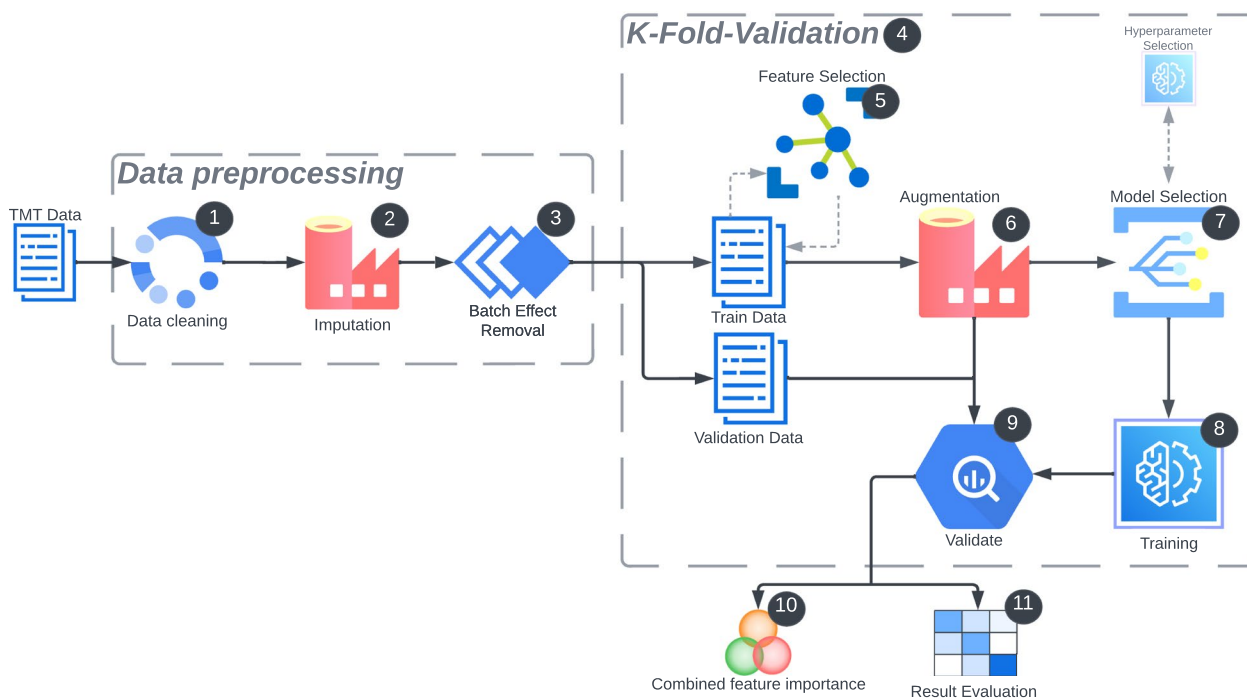 K-Fold-Validation 4
Hyperparameter
Selection
Feature Selection
5
Data preprocessing
TMT Data
1
2
3
Augmentation
6
Model Selection
7
Data cleaning
Imputation
Batch Effect
Removal
Train Data
Validation Data
9
8
Validate
Training
10
11
Combined feature importance
Result Evaluation